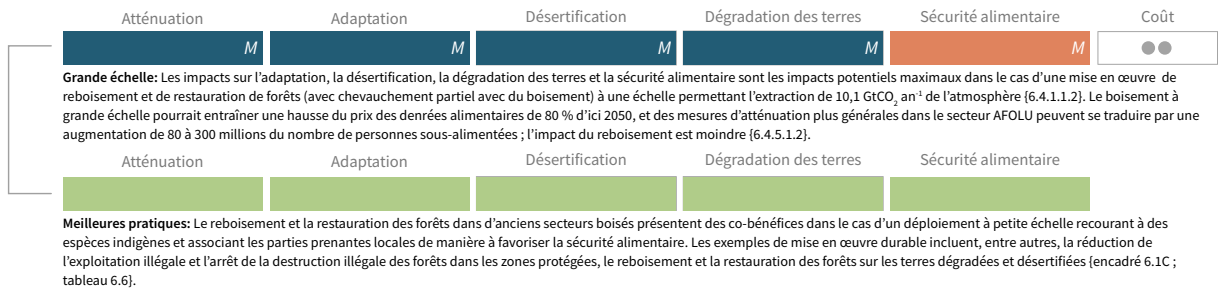 Atténuation Adaptation Désertification Dégradation des terres Sécurité alimentaire Coût
M M M M M
Grande échelle: Les impacts sur l'adaptation, la désertification, la dégradation des terres et la sécurité alimentaire sont les impacts potentiels maximaux dans le cas d'une mise en œuvre de
reboisement et de restauration de forêts (avec chevauchement partiel avec du boisement) à une échelle permettant l'extraction de 10,1 GtCO₂ an⁻¹ de l'atmosphère {6.4.1.1.2}. Le boisement à
grande échelle pourrait entraîner une hausse du prix des denrées alimentaires de 80 % d'ici 2050, et des mesures d'atténuation plus générales dans le secteur AFOLU peuvent se traduire par une
augmentation de 80 à 300 millions du nombre de personnes sous-alimentées ; l'impact du reboisement est moindre {6.4.5.1.2}.
Atténuation Adaptation Désertification Dégradation des terres Sécurité alimentaire
Meilleures pratiques: Le reboisement et la restauration des forêts dans d'anciens secteurs boisés présentent des co-bénéfices dans le cas d'un déploiement à petite échelle recourant à des
espèces indigènes et associant les parties prenantes locales de manière à favoriser la sécurité alimentaire. Les exemples de mise en œuvre durable incluent, entre autres, la réduction de
l'exploitation illégale et l'arrêt de la destruction illégale des forêts dans les zones protégées, le reboisement et la restauration des forêts sur les terres dégradées et désertifiées {encadré 6.1C ;
tableau 6.6}.